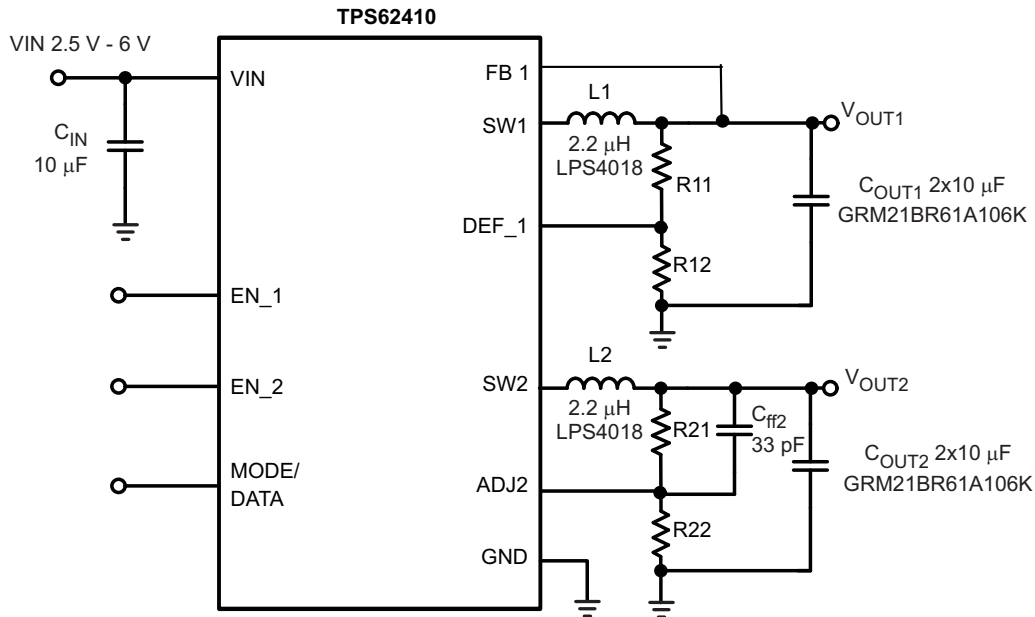 TPS62410
VIN 2.5 V - 6 V
VIN
C_IN
10 μF
EN_1
EN_2
MODE/
DATA
FB 1
SW1
DEF_1
SW2
ADJ2
GND
L1
2.2 μH
LPS4018
R11
R12
V_OUT1
C_OUT1 2x10 μF
GRM21BR61A106K
L2
2.2 μH
LPS4018
R21
C_ff2
33 pF
R22
V_OUT2
C_OUT2 2x10 μF
GRM21BR61A106K